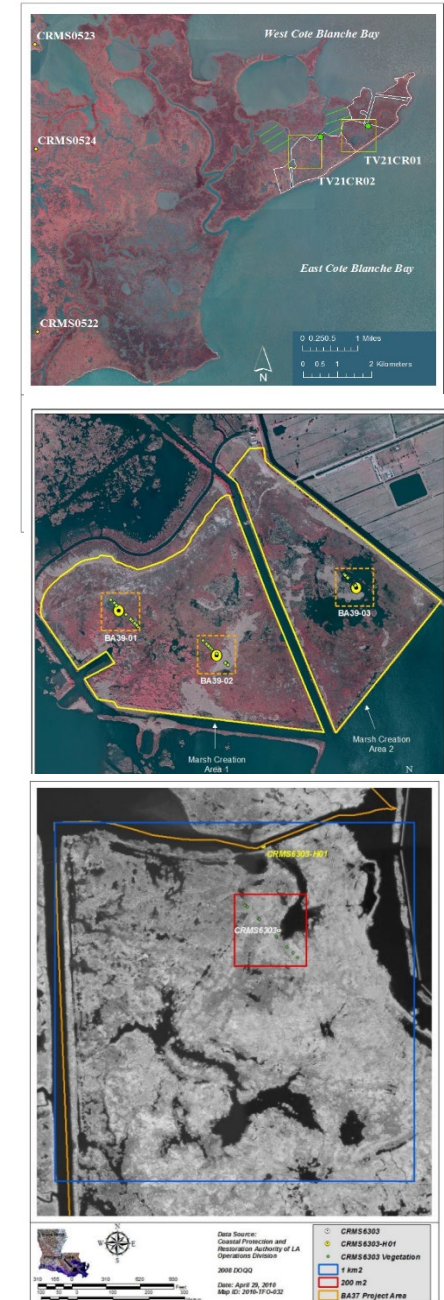 CRMS0523
West Cote Blanche Bay
CRMS0524
TV21CR01
TV21CR02
East Cote Blanche Bay
CRMS0522
0 0.250.5 1 Miles
0 0.5 1 2 Kilometers
N
BA39-01
BA39-02
BA39-03
Marsh Creation
Area 1
Marsh Creation
Area 2
N
CRMS6303-H01
CRMS6303
N
W E
S
Data Source:
Coastal Protection and
Restoration Authority of LA
Operations Division
2008 DOQQ
Date: April 29, 2010
Map ID: 2010-TFO-032
CRMS6303
CRMS6303-H01
CRMS6303 Vegetation
1 km2
200 m2
BA37 Project Area